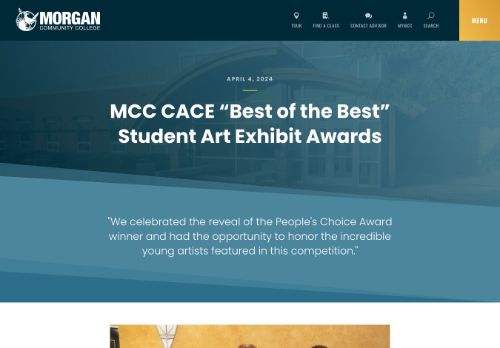 MORGAN
COMMUNITY COLLEGE
TOUR
FIND A CLASS
CONTACT ADVISOR
MYMCC
SEARCH
MENU
APRIL 4, 2024
MCC CACE “Best of the Best”
Student Art Exhibit Awards
"We celebrated the reveal of the People's Choice Award
winner and had the opportunity to honor the incredible
young artists featured in this competition."